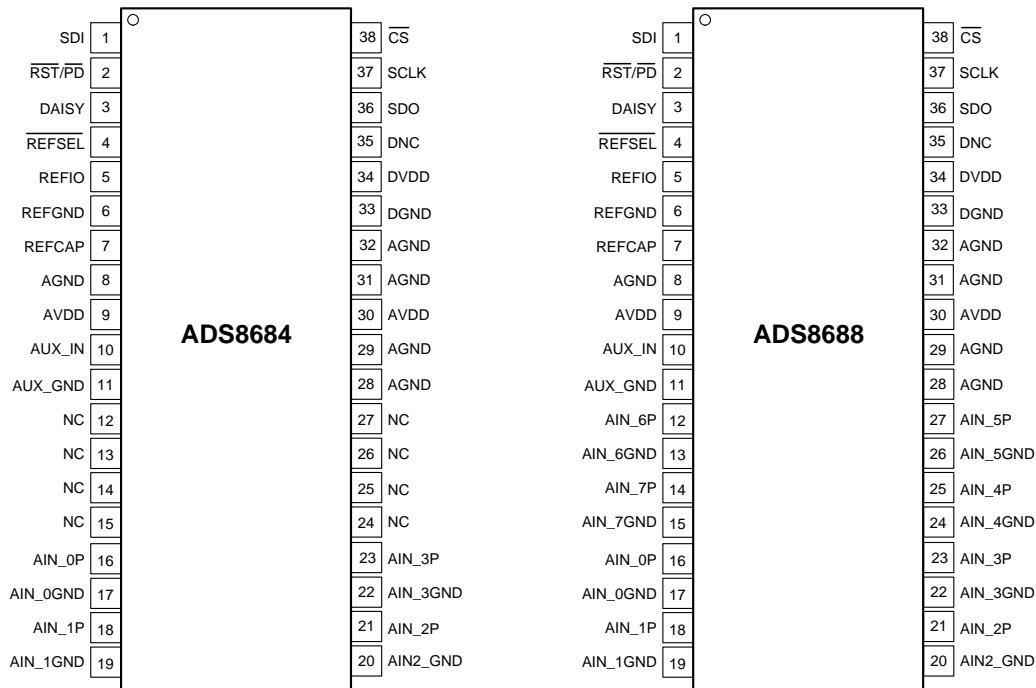 SDI 1 38 CS SDI 1 38 CS
RST/PD 2 37 SCLK RST/PD 2 37 SCLK
DAISY 3 36 SDO DAISY 3 36 SDO
REFSEL 4 35 DNC REFSEL 4 35 DNC
REFIO 5 34 DVDD REFIO 5 34 DVDD
REFGND 6 33 DGND REFGND 6 33 DGND
REFCAP 7 32 AGND REFCAP 7 32 AGND
AGND 8 31 AGND AGND 8 31 AGND
AVDD 9 30 AVDD AVDD 9 30 AVDD
ADS8684 ADS8688
AUX_IN 10 29 AGND AUX_IN 10 29 AGND
AUX_GND 11 28 AGND AUX_GND 11 28 AGND
NC 12 27 NC AIN_6P 12 27 AIN_5P
NC 13 26 NC AIN_6GND 13 26 AIN_5GND
NC 14 25 NC AIN_7P 14 25 AIN_4P
NC 15 24 NC AIN_7GND 15 24 AIN_4GND
AIN_0P 16 23 AIN_3P AIN_0P 16 23 AIN_3P
AIN_0GND 17 22 AIN_3GND AIN_0GND 17 22 AIN_3GND
AIN_1P 18 21 AIN_2P AIN_1P 18 21 AIN_2P
AIN_1GND 19 20 AIN2_GND AIN_1GND 19 20 AIN2_GND